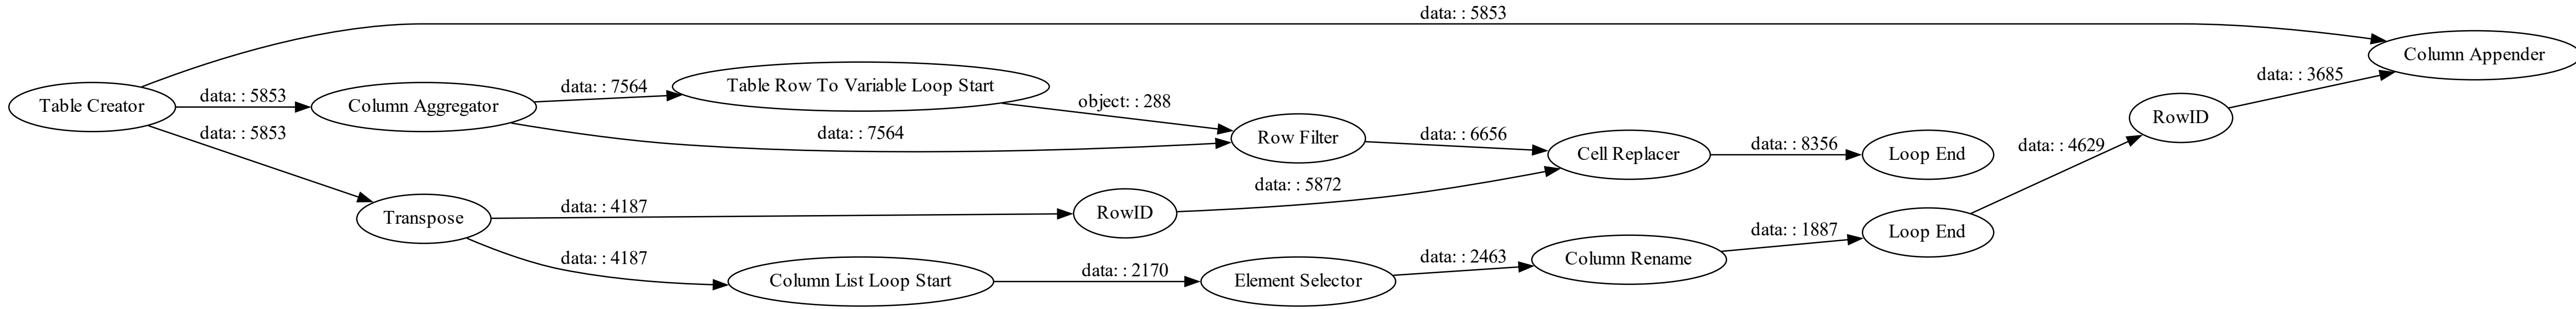 data: : 5853
Column Appender
data: : 3685
Table Row To Variable Loop Start
data: : 7564
data: : 5853
object: : 288
Table Creator
Column Aggregator
RowID
data: : 5853
data: : 7564
Row Filter
data: : 6656
data: : 8356
data: : 4629
Cell Replacer
Loop End
data: : 5872
data: : 4187
Transpose
RowID
data: : 1887
Loop End
data: : 4187
data: : 2170
data: : 2463
Column Rename
Column List Loop Start
Element Selector